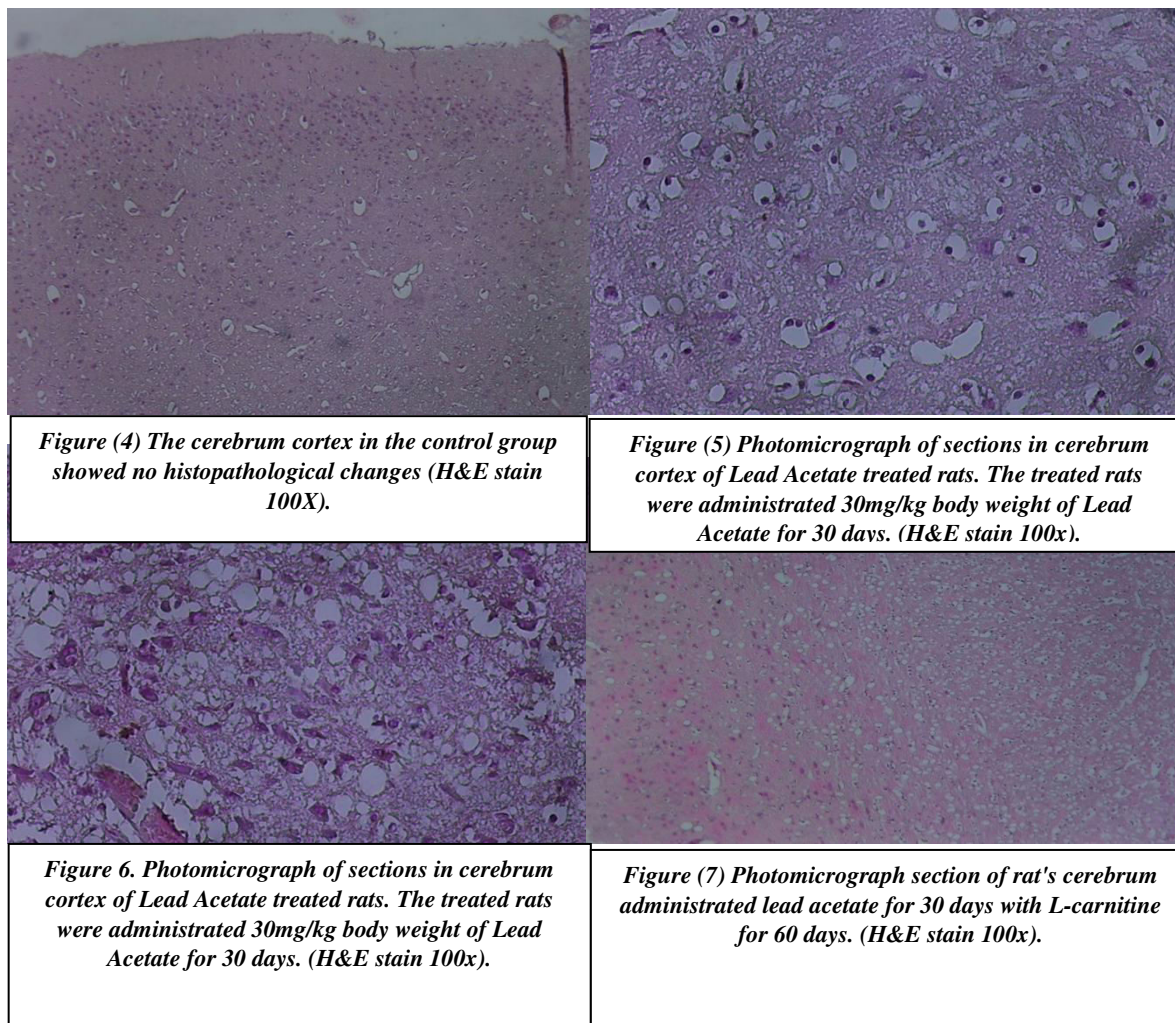 Figure (4) The cerebrum cortex in the control group
showed no histopathological changes (H&E stain
100X).
Figure (5) Photomicrograph of sections in cerebrum
cortex of Lead Acetate treated rats. The treated rats
were administrated 30mg/kg body weight of Lead
Acetate for 30 days. (H&E stain 100x).
Figure 6. Photomicrograph of sections in cerebrum
cortex of Lead Acetate treated rats. The treated rats
were administrated 30mg/kg body weight of Lead
Acetate for 30 days. (H&E stain 100x).
Figure (7) Photomicrograph section of rat's cerebrum
administrated lead acetate for 30 days with L-carnitine
for 60 days. (H&E stain 100x).